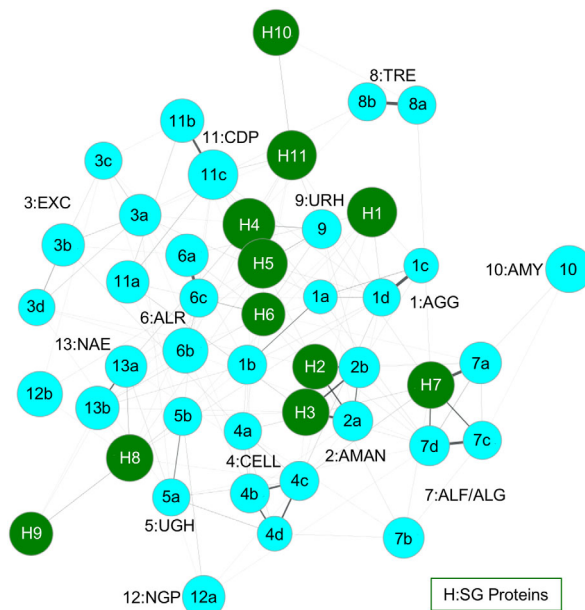 H10
8:TRE
8b
8a
11b
11:CDP
3c
11c
H11
3:EXC
9:URH
3a
H4
9
H1
3b
6a
H5
1c
10:AMY
10
11a
6c
1a
1d
3d
H6
1:AGG
6:ALR
13:NAE
6b
13a
1b
H2
2b
7a
12b
H7
13b
5b
H3
2a
4a
7d
7c
H8
4:CELL
2:AMAN
4c
5a
4b
7:ALF/ALG
5:UGH
H9
4d
7b
12:NGP
12a
H:SG Proteins